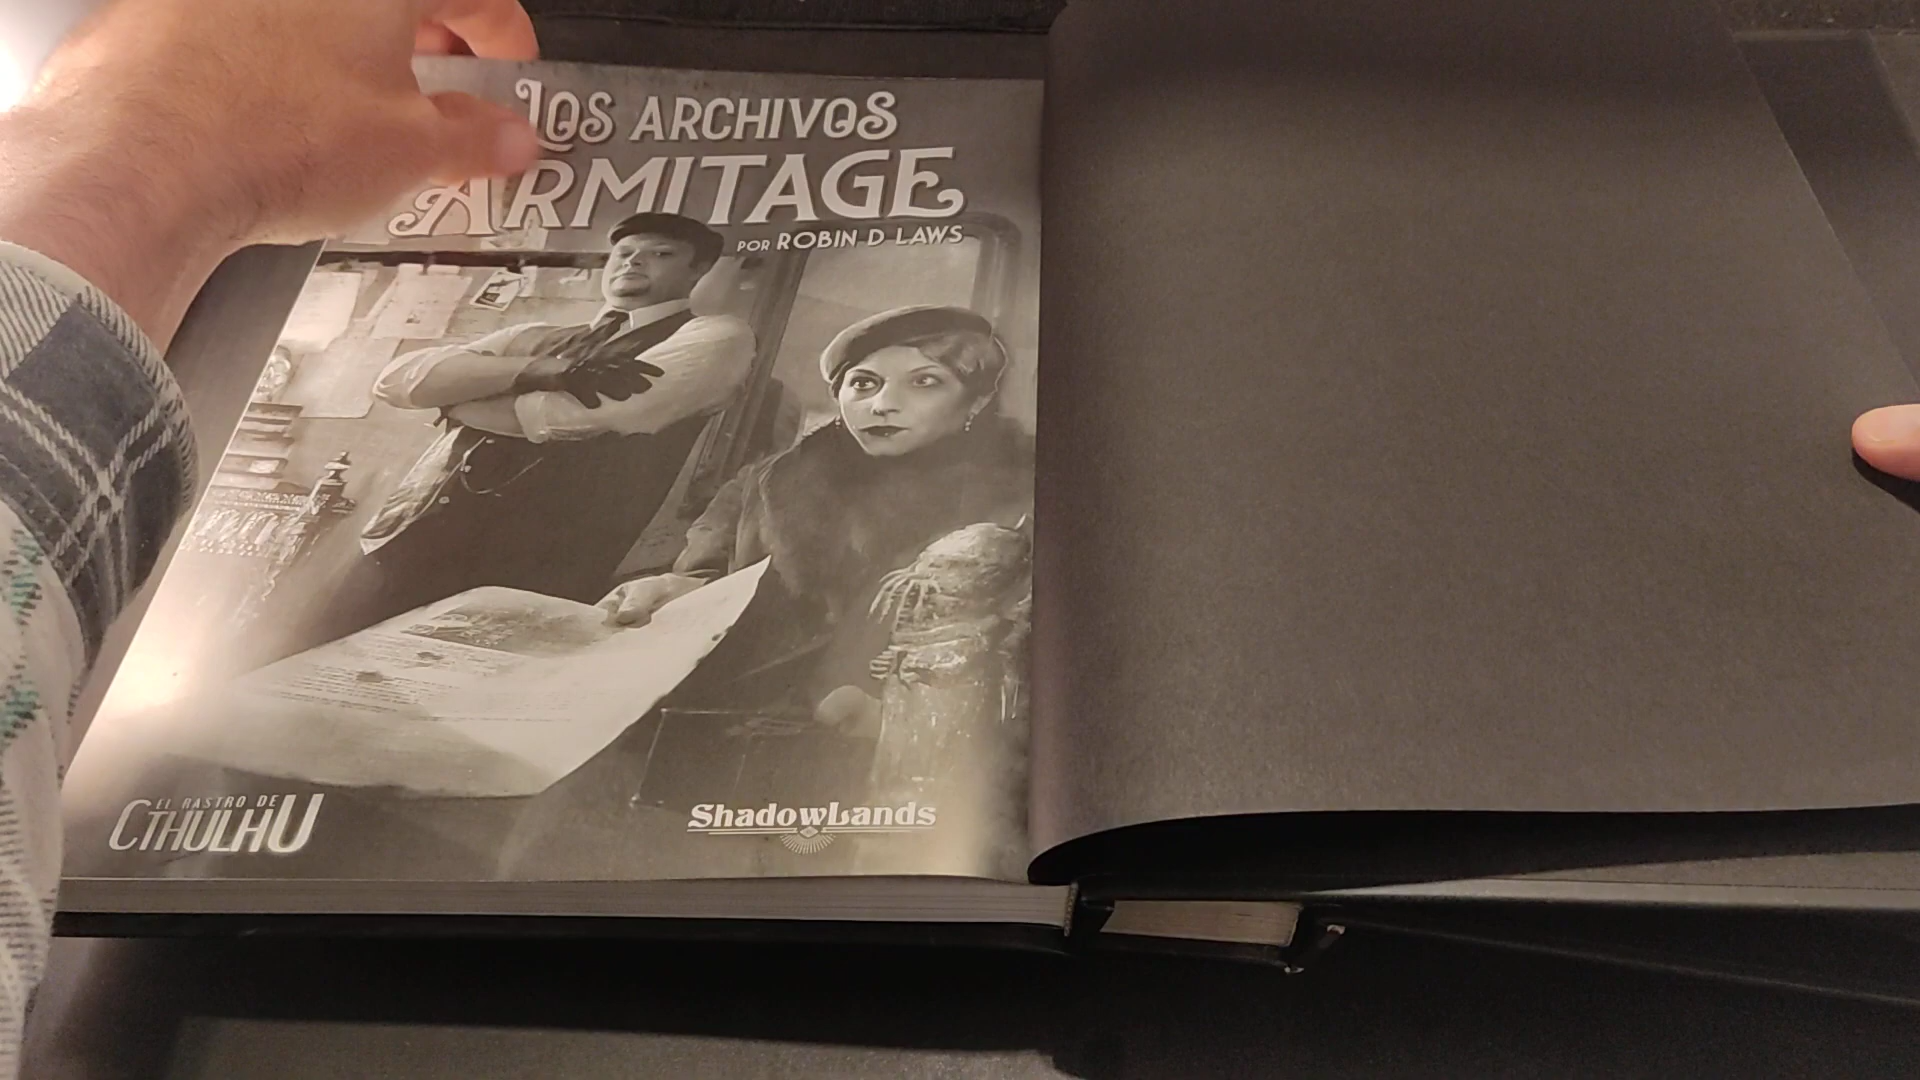 LOS ARCHIVOS
ARMITAGE
POR ROBIN D LAWS
EL RASTRO DE
CTHULHU
ShadowLands